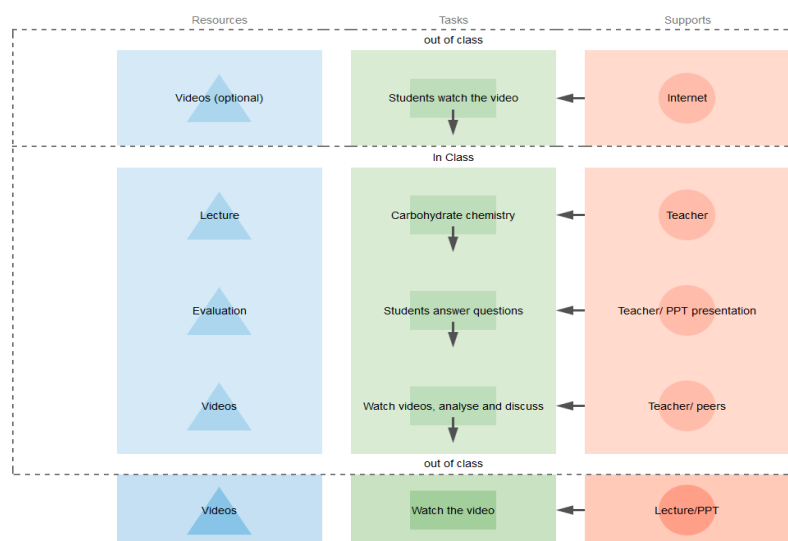 Resources Tasks Supports
out of class
Videos (optional) Students watch the video Internet
In Class
Lecture Carbohydrate chemistry Teacher
Evaluation Students answer questions Teacher/ PPT presentation
Videos Watch videos, analyse and discuss Teacher/ peers
out of class
Videos Watch the video Lecture/PPT